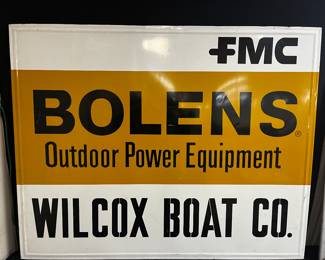 FMC
BOLENS®
Outdoor Power Equipment
WILCOX BOAT CO.